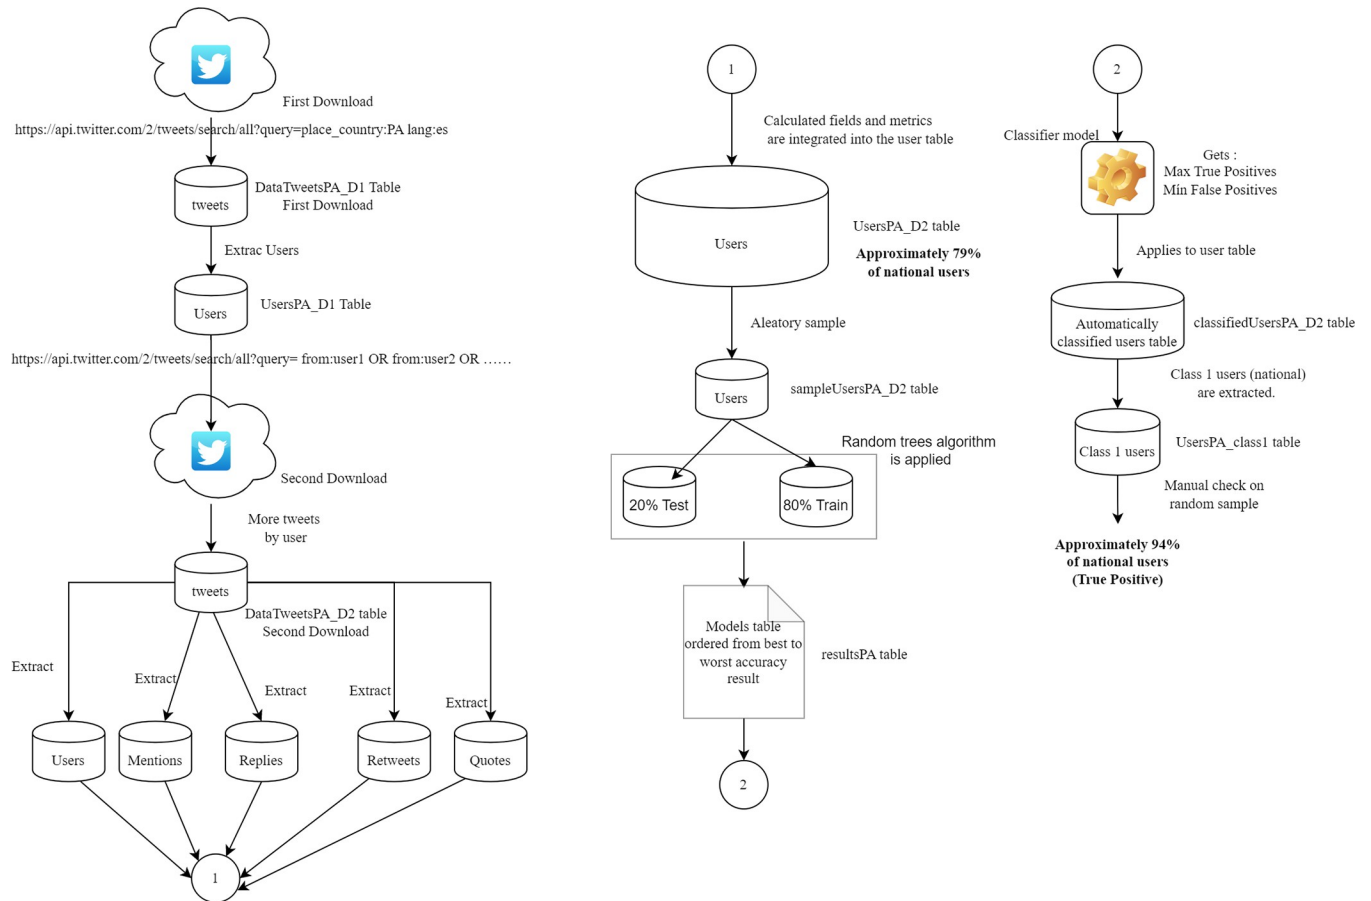 First Download
https://api.twitter.com/2/tweets/search/all?query=place_country:PA lang:es
tweets
DataTweetsPA_D1 Table
First Download
Extrac Users
Users
UsersPA_D1 Table
https://api.twitter.com/2/tweets/search/all?query= from:user1 OR from:user2 OR ......
Second Download
More tweets
by user
tweets
DataTweetsPA_D2 table
Second Download
Extract
Extract
Extract
Extract
Extract
Users
Mentions
Replies
Retweets
Quotes
1
1
Calculated fields and metrics
are integrated into the user table
Users
UsersPA_D2 table
Approximately 79%
of national users
Aleatory sample
Users
sampleUsersPA_D2 table
Random trees algorithm
is applied
20% Test
80% Train
Models table
ordered from best to
worst accuracy
result
resultsPA table
2
2
Classifier model
Gets :
Max True Positives
Mín False Positives
Applies to user table
Automatically
classified users table
classifiedUsersPA_D2 table
Class 1 users (national)
are extracted.
Class 1 users
UsersPA_class1 table
Manual check on
random sample
Approximately 94%
of national users
(True Positive)